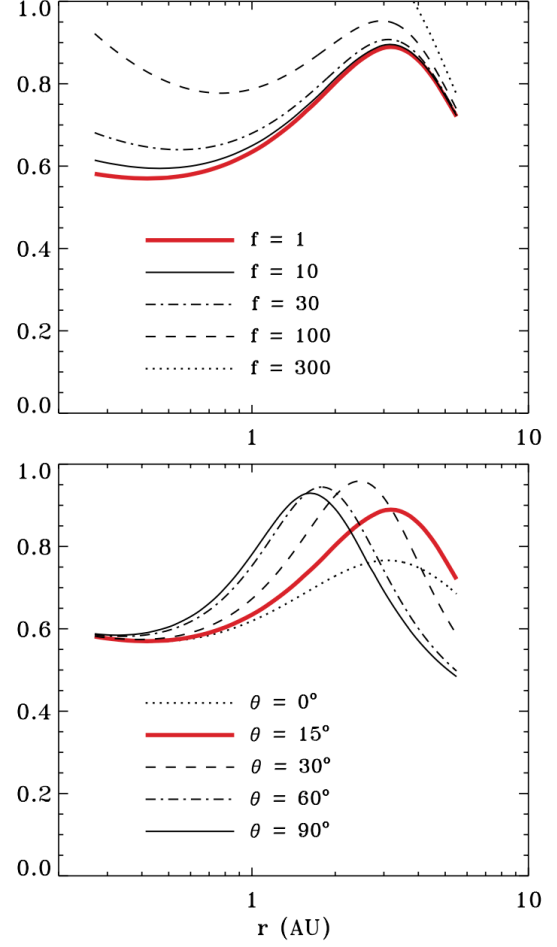 1.0
0.8
0.6
0.4
0.2
0.0
f = 1
f = 10
f = 30
f = 100
f = 300
1 10
1.0
0.8
0.6
0.4
0.2
0.0
θ = 0°
θ = 15°
θ = 30°
θ = 60°
θ = 90°
1 10
r (AU)